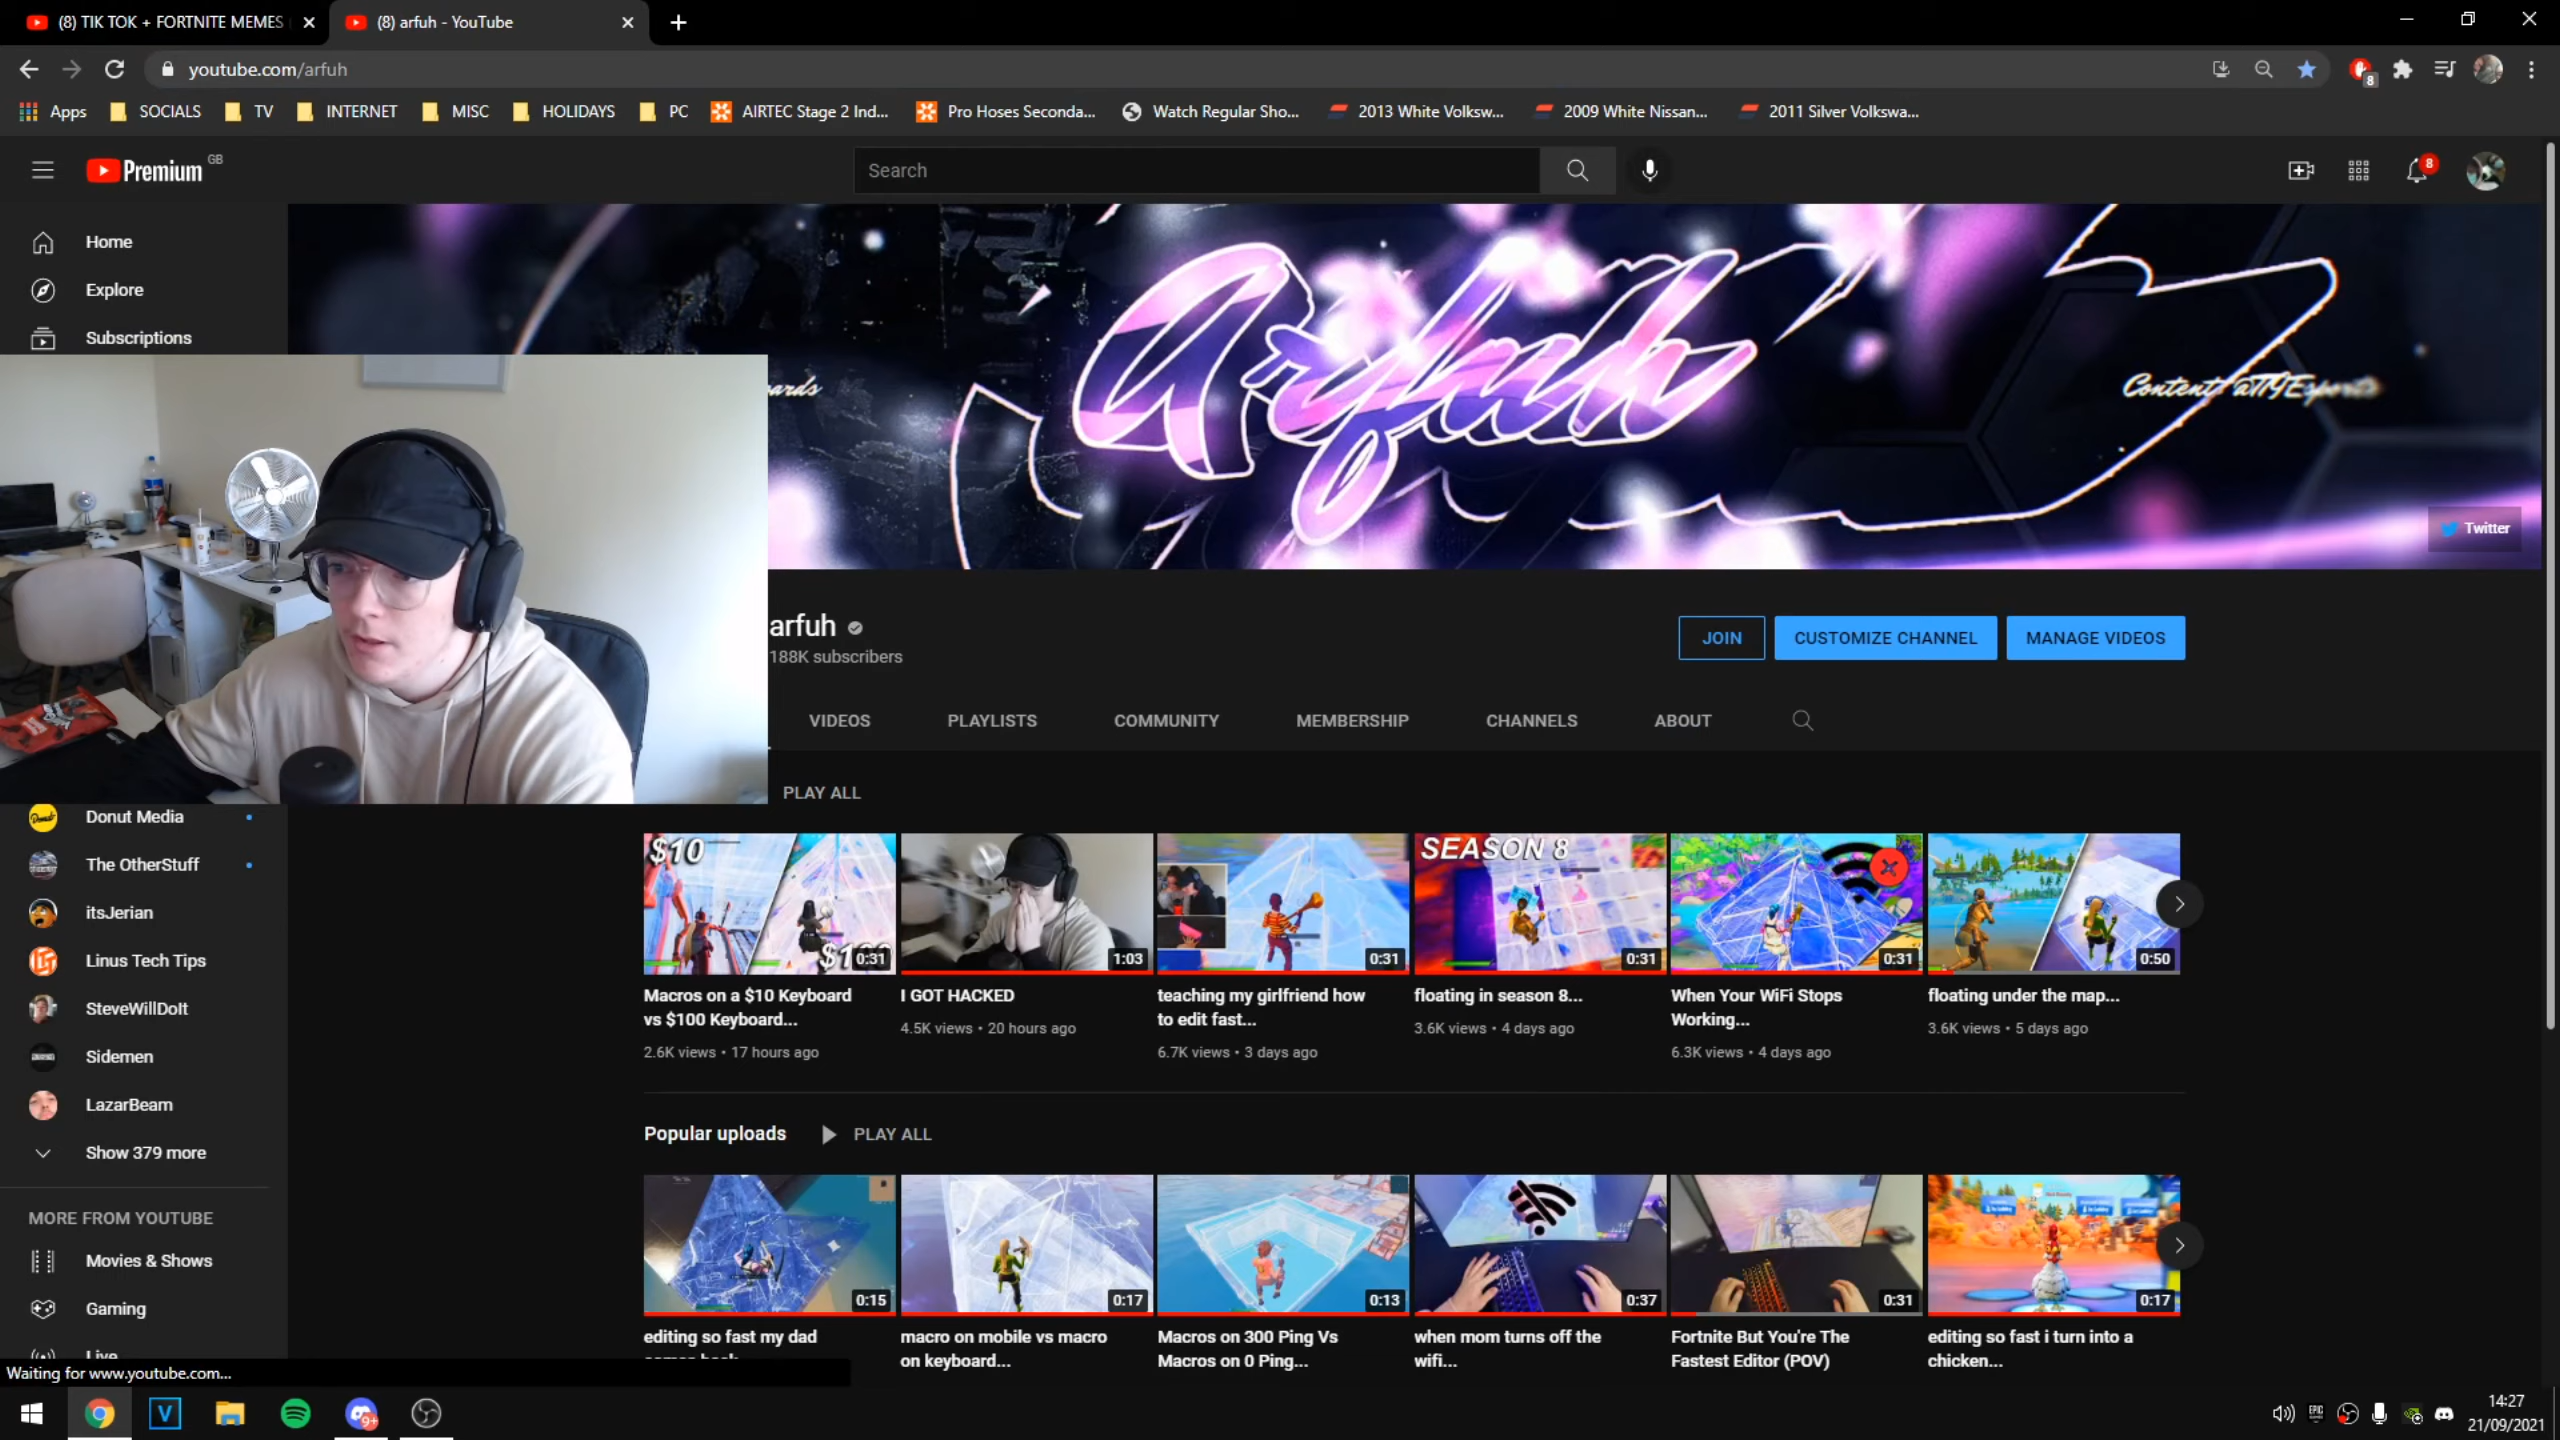 (8) TIK TOK + FORTNITE MEMES
(8) arfuh - YouTube
youtube.com/arfuh
8
Apps SOCIALS TV INTERNET MISC HOLIDAYS PC AIRTEC Stage 2 Ind... Pro Hoses Seconda... Watch Regular Sho... 2013 White Volksw... 2009 White Nissan... 2011 Silver Volkswa...
Premium GB
Search
8
Home
Explore
Subscriptions
Arfuh
Twitter
arfuh
188K subscribers
JOIN CUSTOMIZE CHANNEL MANAGE VIDEOS
VIDEOS PLAYLISTS COMMUNITY MEMBERSHIP CHANNELS ABOUT
PLAY ALL
Donut Media
The OtherStuff
itsJerian
Linus Tech Tips
SteveWillDoIt
Sidemen
LazarBeam
Show 379 more
MORE FROM YOUTUBE
Movies & Shows
Gaming
Live
$10
0:31
Macros on a $10 Keyboard
vs $100 Keyboard...
2.6K views • 17 hours ago
1:03
I GOT HACKED
4.5K views • 20 hours ago
0:31
teaching my girlfriend how
to edit fast...
6.7K views • 3 days ago
SEASON 8
0:31
floating in season 8...
3.6K views • 4 days ago
0:31
When Your WiFi Stops
Working...
6.3K views • 4 days ago
0:50
floating under the map...
3.6K views • 5 days ago
Popular uploads PLAY ALL
0:15
editing so fast my dad
0:17
macro on mobile vs macro
on keyboard...
0:13
Macros on 300 Ping Vs
Macros on 0 Ping...
0:37
when mom turns off the
wifi...
0:31
Fortnite But You're The
Fastest Editor (POV)
0:17
editing so fast i turn into a
chicken...
Waiting for www.youtube.com...
V
9+
EPIC
14:27
21/09/2021